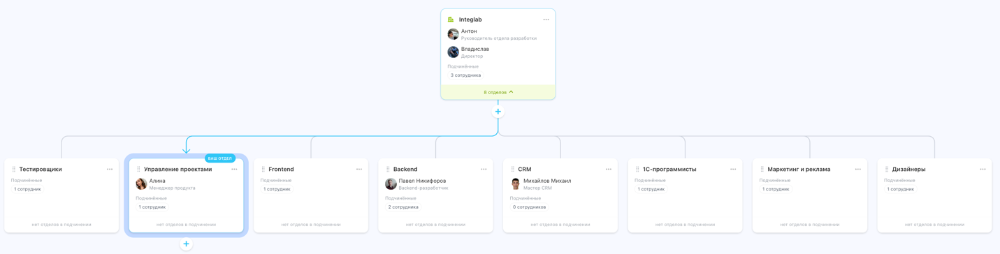 Integlab
Антон
Руководитель отдела разработки
Владислав
Директор
Подчинённые
3 сотрудника
8 отделов
Тестировщики
Подчинённые
1 сотрудник
нет отделов в подчинении
ВАШ ОТДЕЛ
Управление проектами
Алина
Менеджер продукта
Подчинённые
1 сотрудник
нет отделов в подчинении
Frontend
Подчинённые
1 сотрудник
нет отделов в подчинении
Backend
Павел Никифоров
Backend-разработчик
Подчинённые
2 сотрудника
нет отделов в подчинении
CRM
Михайлов Михаил
Мастер CRM
Подчинённые
0 сотрудников
нет отделов в подчинении
1С-программисты
Подчинённые
1 сотрудник
нет отделов в подчинении
Маркетинг и реклама
Подчинённые
1 сотрудник
нет отделов в подчинении
Дизайнеры
Подчинённые
1 сотрудник
нет отделов в подчинении